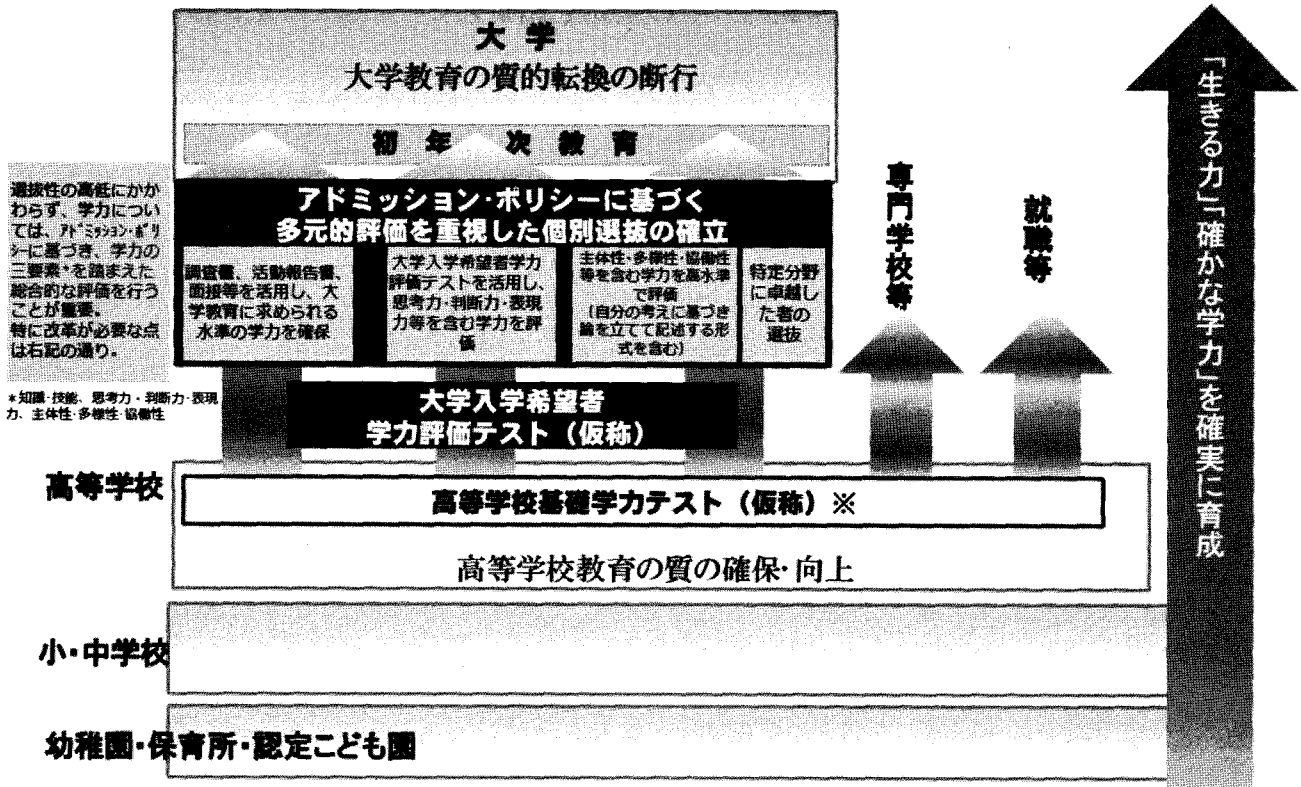 大学
大学教育の質的転換の断行
初年次教育
選抜性の高低にかか
わらず、学力につい
ては、アドミッション・ポリ
シーに基づき、学力の
三要素*を踏まえた
総合的な評価を行う
ことが重要。
特に改革が必要な点
は右記の通り。
*知識・技能、思考力・判断力・表現
力、主体性・多様性・協働性
アドミッション・ポリシーに基づく
多元的評価を重視した個別選抜の確立
調査書、活動報告書、
面接等を活用し、大
学教育に求められる
水準の学力を確保
大学入学希望者学力
評価テストを活用し、
思考力・判断力・表現
力等を含む学力を評
価
主体性・多様性・協働性
等を含む学力を高水準
で評価
(自分の考えに基づき
論を立てて記述する形
式を含む)
特定分野
に卓越し
た者の
選抜
専門学校等
就職等
「生きる力」「確かな学力」を確実に育成
大学入学希望者
学力評価テスト(仮称)
高等学校
高等学校基礎学力テスト(仮称)※
高等学校教育の質の確保・向上
小・中学校
幼稚園・保育所・認定こども園